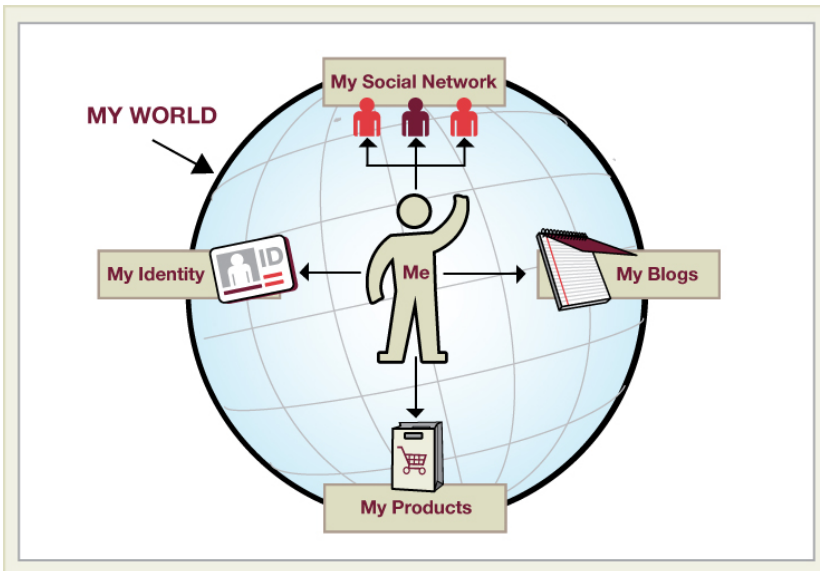 My Social Network
MY WORLD
My Identity
ID
Me
My Blogs
My Products